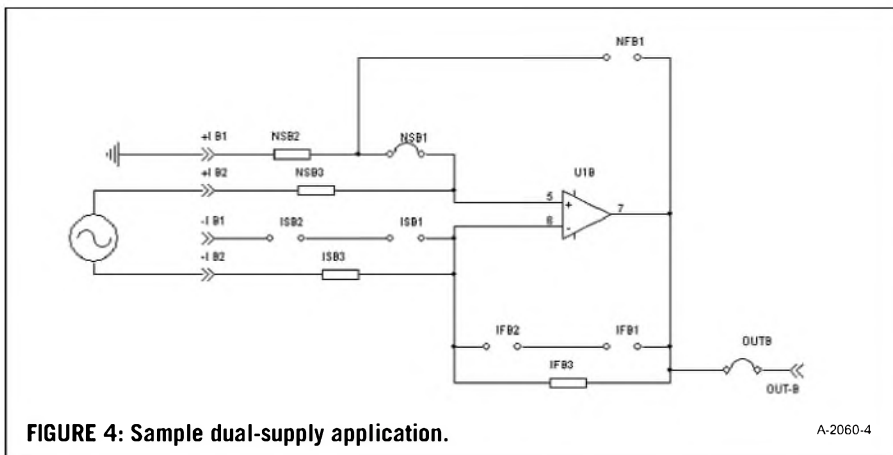 NFB1
+I B1
NSB2
NSB1
+I B2
NSB3
U1B
5
+
7
-I B1
ISB2
ISB1
6
-
-I B2
ISB3
IFB2
IFB1
OUTB
IFB3
OUT-B
FIGURE 4: Sample dual-supply application.
A-2060-4